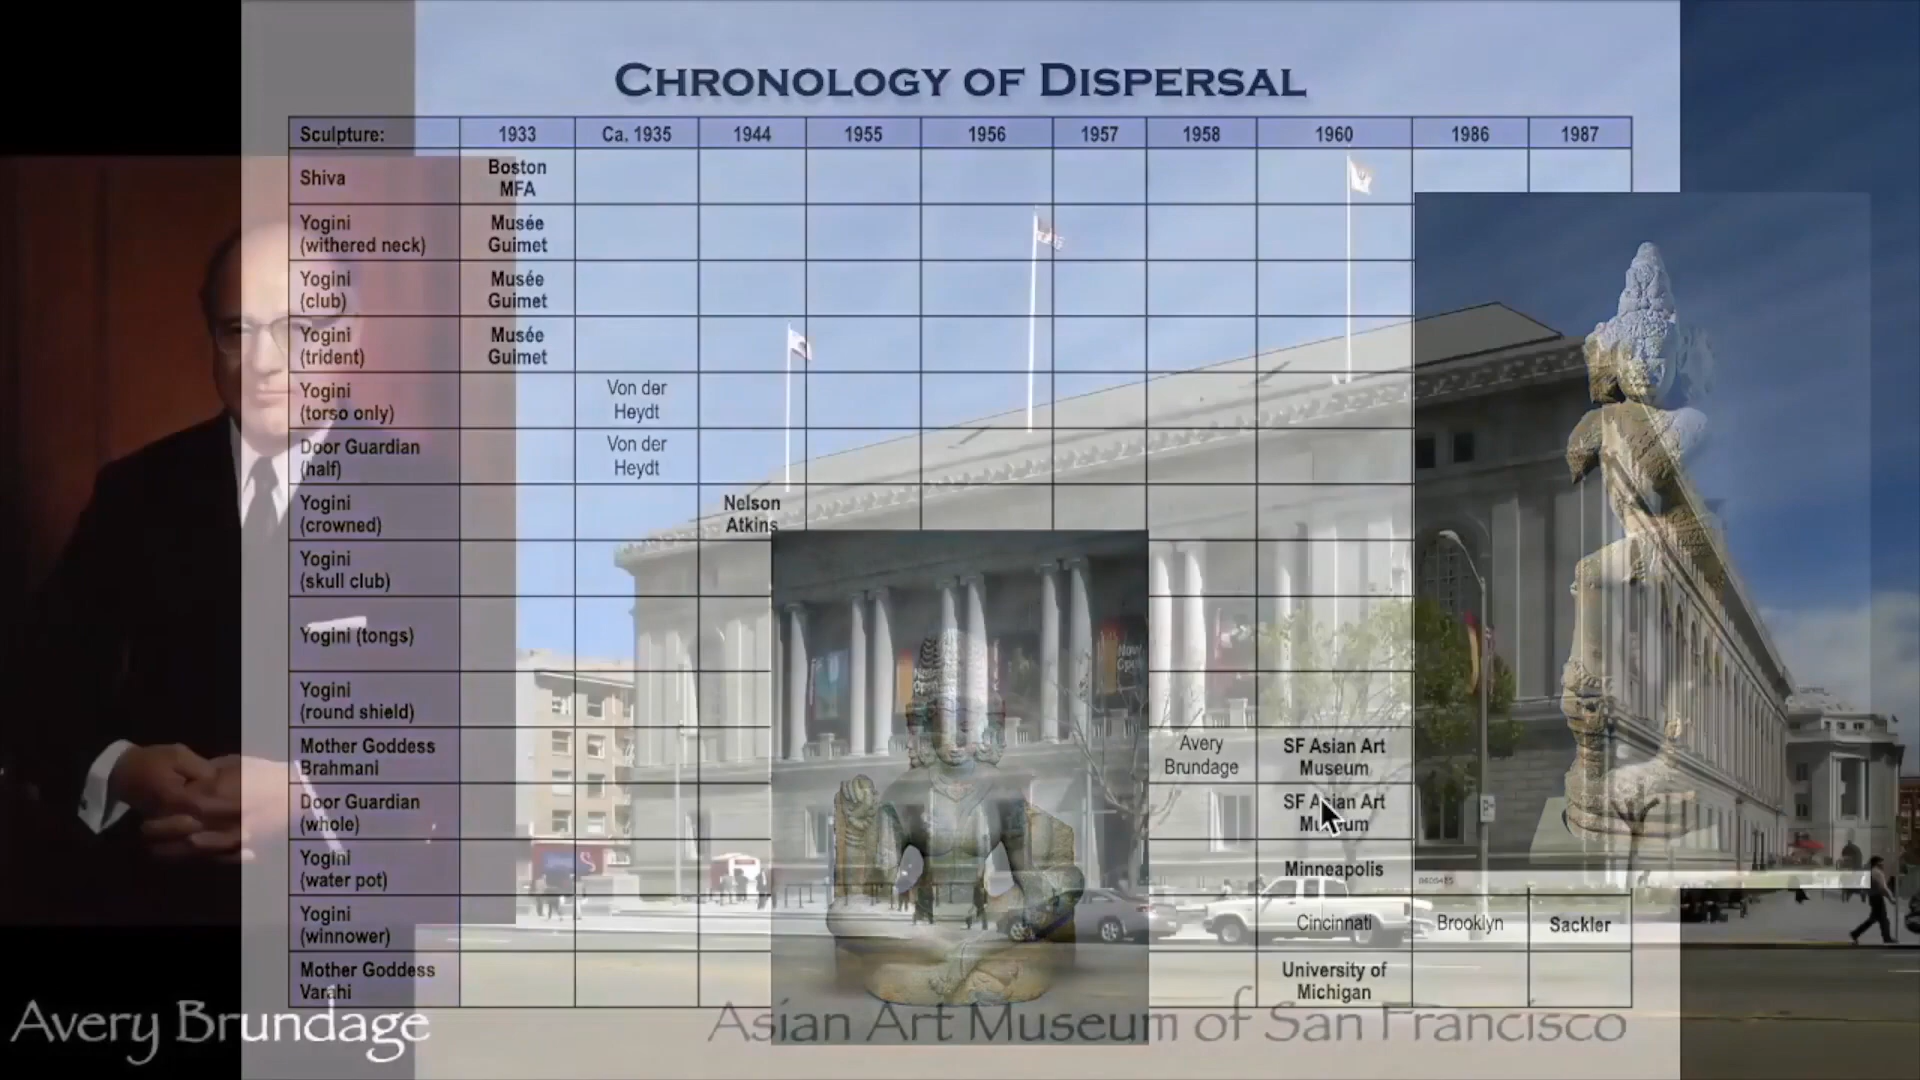 CHRONOLOGY OF DISPERSAL
Sculpture: 1933 Ca. 1935 1944 1955 1956 1957 1958 1960 1986 1987
Shiva Boston
MFA
Yogini Musée
(withered neck) Guimet
Yogini Musée
(club) Guimet
Yogini Musée
(trident) Guimet
Yogini Von der
(torso only) Heydt
Door Guardian Von der
(half) Heydt
Yogini Nelson
(crowned) Atkins
Yogini
(skull club)
Yogini (tongs)
Yogini
(round shield)
Mother Goddess Avery SF Asian Art
Brahmani Brundage Museum
Door Guardian SF Asian Art
(whole) Museum
Yogini
(water pot) Minneapolis
Yogini Cincinnati Brooklyn Sackler
(winnower)
Mother Goddess University of
Varahi Michigan
Now
Open
Avery Brundage
Asian Art Museum of San Francisco